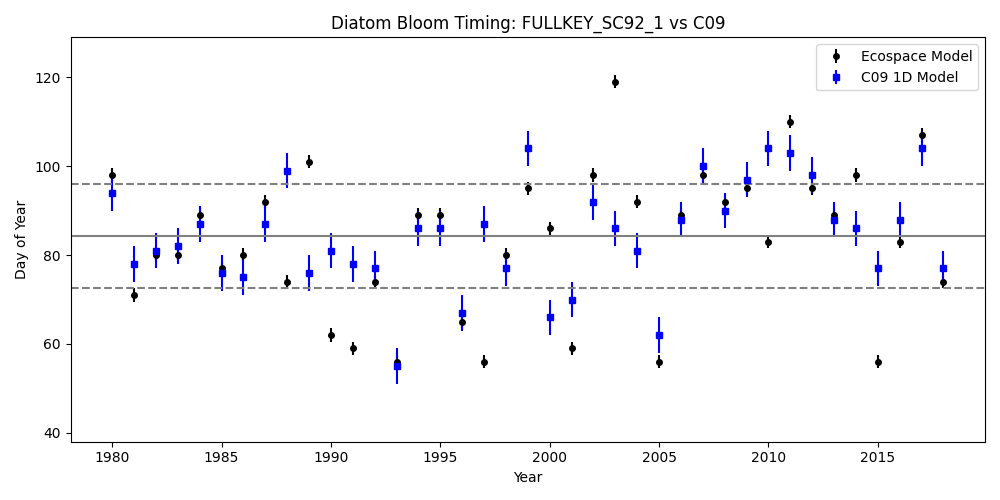 Diatom Bloom Timing: FULLKEY_SC92_1 vs C09
Ecospace Model
C09 1D Model
120
100
80
60
40
Day of Year
1980 1985 1990 1995 2000 2005 2010 2015
Year